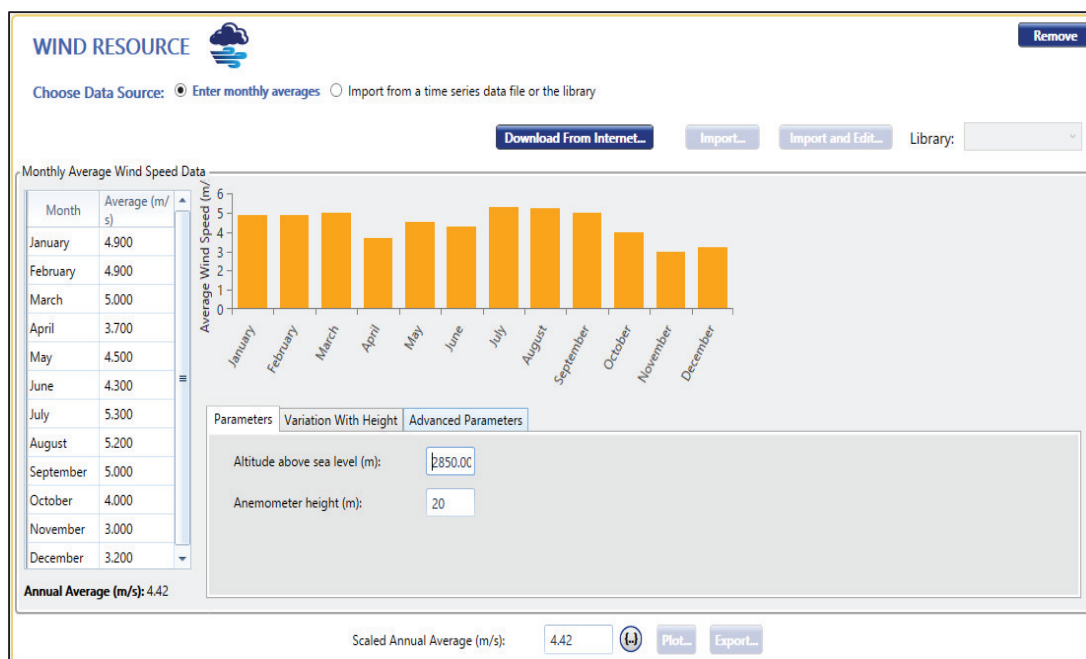 WIND RESOURCE
Remove
Choose Data Source: Enter monthly averages Import from a time series data file or the library
Download From Internet... Import... Import and Edit... Library:
Monthly Average Wind Speed Data
Month Average (m/
s)
January 4.900
February 4.900
March 5.000
April 3.700
May 4.500
June 4.300
July 5.300
August 5.200
September 5.000
October 4.000
November 3.000
December 3.200
Annual Average (m/s): 4.42
Average Wind Speed (m/
6
5
4
3
2
1
0
January February March April May June July August September October November December
Parameters Variation With Height Advanced Parameters
Altitude above sea level (m): 2850.00
Anemometer height (m): 20
Scaled Annual Average (m/s): 4.42 {..} Plot... Export...